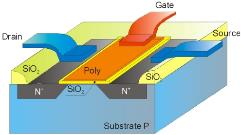 Gate
Drain
Source
Poly
SiO₂
SiO₂
SiO₂
N⁺
N⁺
Substrate P